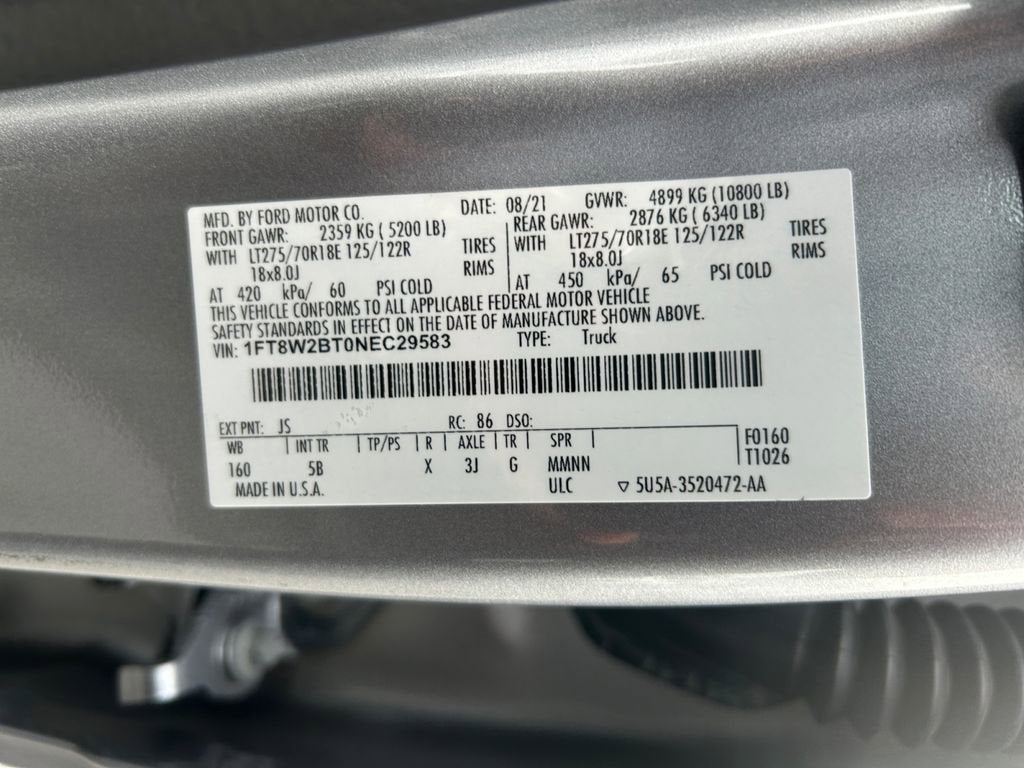 MFD. BY FORD MOTOR CO. DATE: 08/21 GVWR: 4899 KG (10800 LB)
FRONT GAWR: 2359 KG ( 5200 LB) REAR GAWR: 2876 KG ( 6340 LB)
WITH LT275/70R18E 125/122R TIRES WITH LT275/70R18E 125/122R TIRES
18x8.0J RIMS 18x8.0J RIMS
AT 420 kPa/ 60 PSI COLD AT 450 kPa/ 65 PSI COLD
THIS VEHICLE CONFORMS TO ALL APPLICABLE FEDERAL MOTOR VEHICLE
SAFETY STANDARDS IN EFFECT ON THE DATE OF MANUFACTURE SHOWN ABOVE.
VIN: 1FT8W2BT0NEC29583 TYPE: Truck
EXT PNT: JS RC: 86 DSO:
WB INT TR TP/PS R AXLE TR SPR F0160
160 5B X 3J G MMNN T1026
MADE IN U.S.A. ULC ▽ 5U5A-3520472-AA